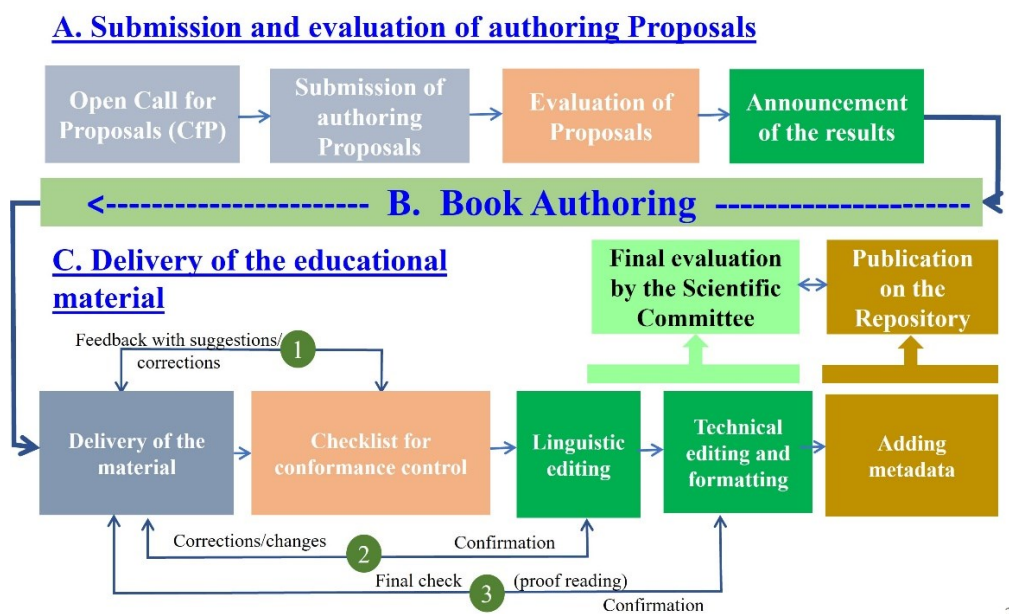 A. Submission and evaluation of authoring Proposals
Open Call for
Proposals (CfP)
Submission of
authoring
Proposals
Evaluation of
Proposals
Announcement
of the results
<---------------------- B. Book Authoring --------------------
C. Delivery of the educational
material
Final evaluation
by the Scientific
Committee
Publication
on the
Repository
Feedback with suggestions/
corrections
1
Delivery of the
material
Checklist for
conformance control
Linguistic
editing
Technical
editing and
formatting
Adding
metadata
Corrections/changes
2
Confirmation
Final check
3
(proof reading)
Confirmation